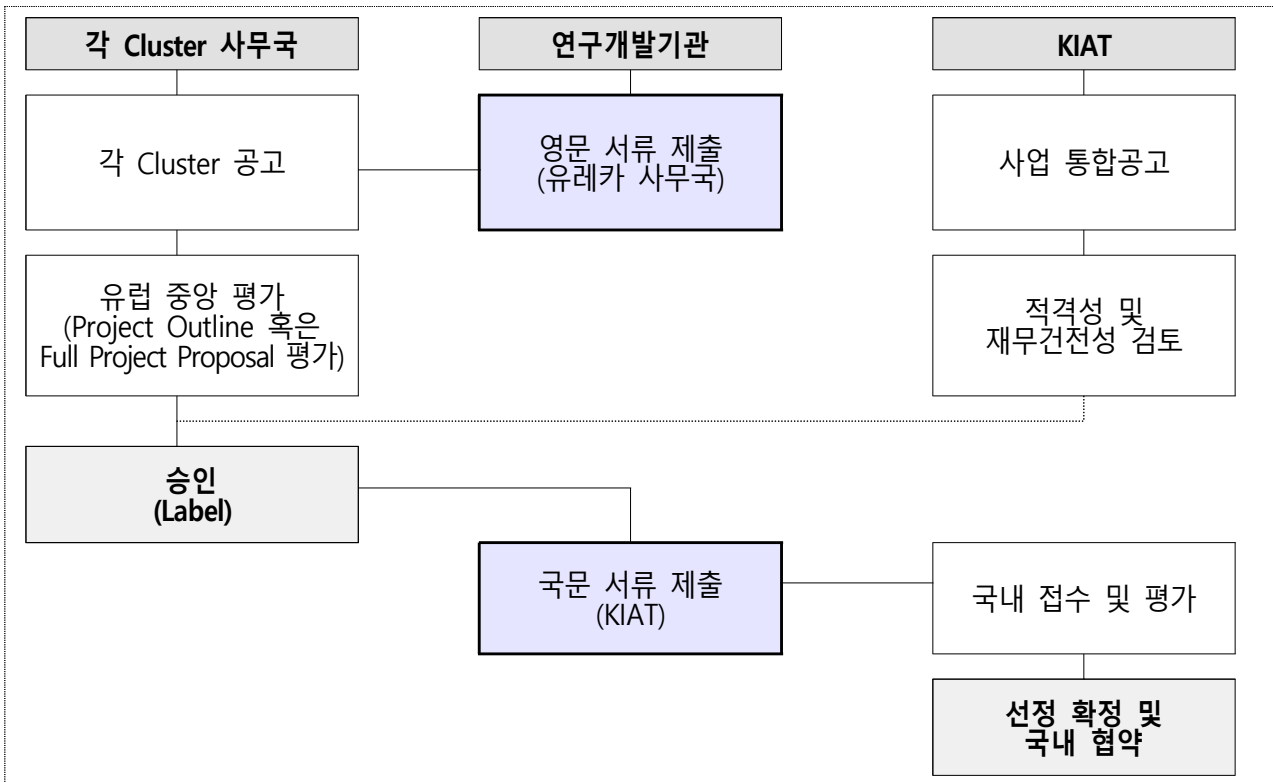 각 Cluster 사무국
연구개발기관
KIAT
각 Cluster 공고
영문 서류 제출
(유레카 사무국)
사업 통합공고
유럽 중앙 평가
(Project Outline 혹은
Full Project Proposal 평가)
적격성 및
재무건전성 검토
승인
(Label)
국문 서류 제출
(KIAT)
국내 접수 및 평가
선정 확정 및
국내 협약